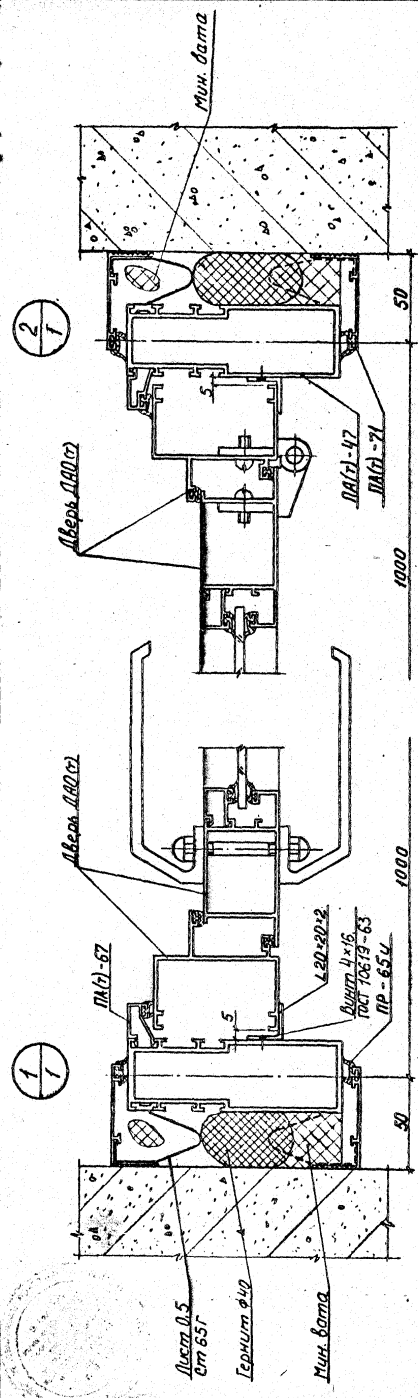 1
1
2
1
Дверь ДАО(т)
Дверь ДАО(т)
ПА(т)-67
Мин. вата
5
5
L20×20×2
Винт 4×16
ГОСТ 10619-63
ПР-65и
ПА(т)-47
ПА(т)-71
50
1000
1000
50
Лист 0.5
Ст 65Г
Гернит ф40
Мин. вата